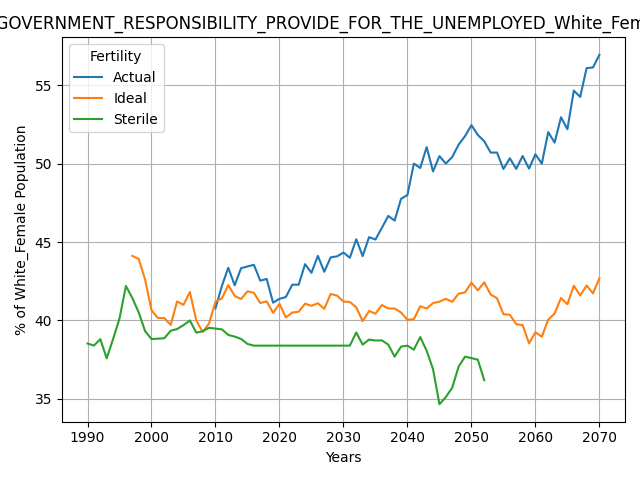 GOVERNMENT_RESPONSIBILITY_PROVIDE_FOR_THE_UNEMPLOYED_White_Fem
Fertility
Actual
Ideal
Sterile
% of White_Female Population
55
50
45
40
35
1990 2000 2010 2020 2030 2040 2050 2060 2070
Years